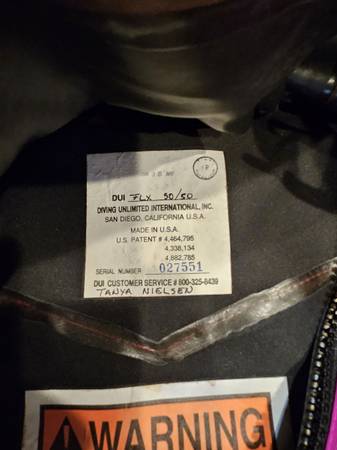 DUI FLX 50/50
DIVING UNLIMITED INTERNATIONAL, INC.
SAN DIEGO, CALIFORNIA U.S.A.
MADE IN U.S.A.
U.S. PATENT # 4,464,795
4,338,134
4,682,785
SERIAL NUMBER 027551
DUI CUSTOMER SERVICE # 800-325-8439
TANYA NIELSEN
WARNING